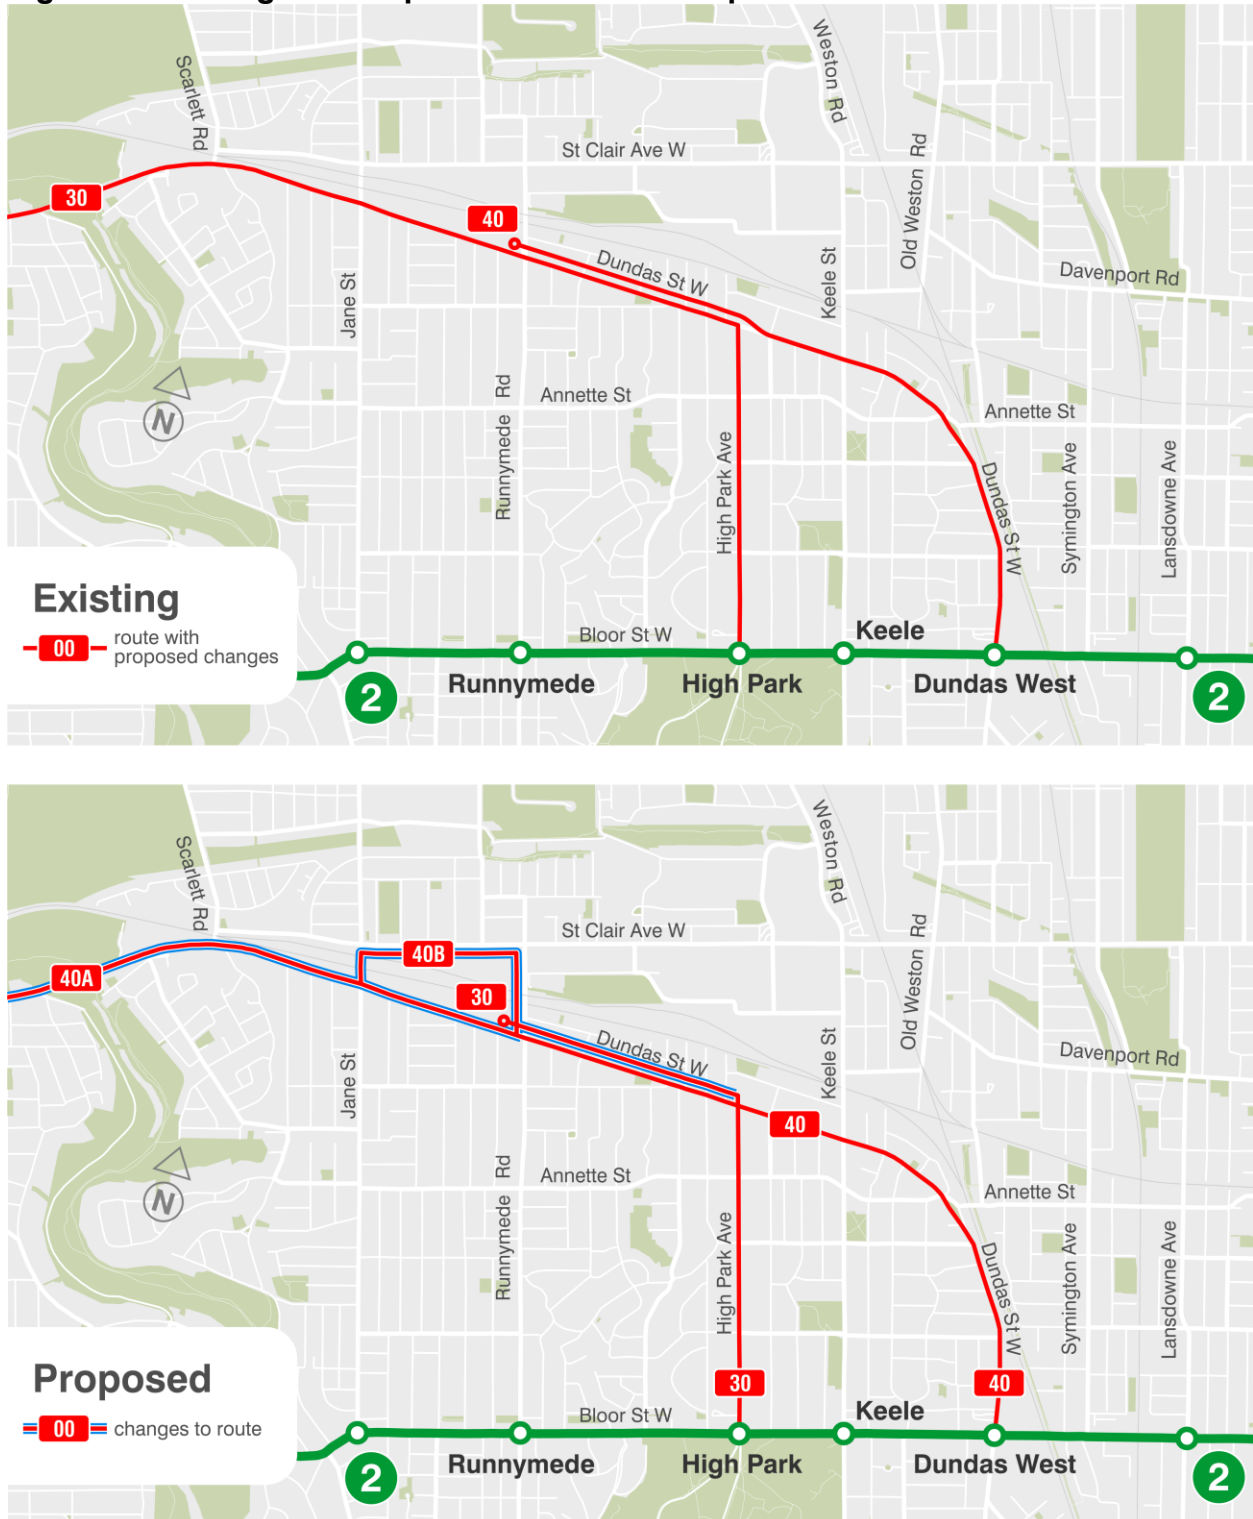 Scarlett Rd
Weston Rd
St Clair Ave W
Old Weston Rd
30
40
Dundas St W
Davenport Rd
Jane St
Keele St
Runnymede Rd
Annette St
Annette St
High Park Ave
Dundas St W
Symington Ave
Lansdowne Ave
Existing
00 route with
proposed changes
Bloor St W
Keele
Runnymede
High Park
Dundas West
2
2
N
Scarlett Rd
Weston Rd
St Clair Ave W
Old Weston Rd
40A
40B
30
Dundas St W
Davenport Rd
Jane St
Keele St
40
Runnymede Rd
Annette St
Annette St
N
High Park Ave
Dundas St W
Symington Ave
Lansdowne Ave
Proposed
00 changes to route
30
40
Bloor St W
Keele
Runnymede
High Park
Dundas West
2
2